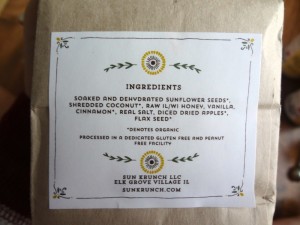 INGREDIENTS
SOAKED AND DEHYDRATED SUNFLOWER SEEDS*,
SHREDDED COCONUT*, RAW IL/WI HONEY, VANILLA,
CINNAMON*, REAL SALT, DICED DRIED APPLES*,
FLAX SEED*
*DENOTES ORGANIC
PROCESSED IN A DEDICATED GLUTEN FREE AND PEANUT
FREE FACILITY
SUN KRUNCH LLC
ELK GROVE VILLAGE IL
SUNKRUNCH.COM